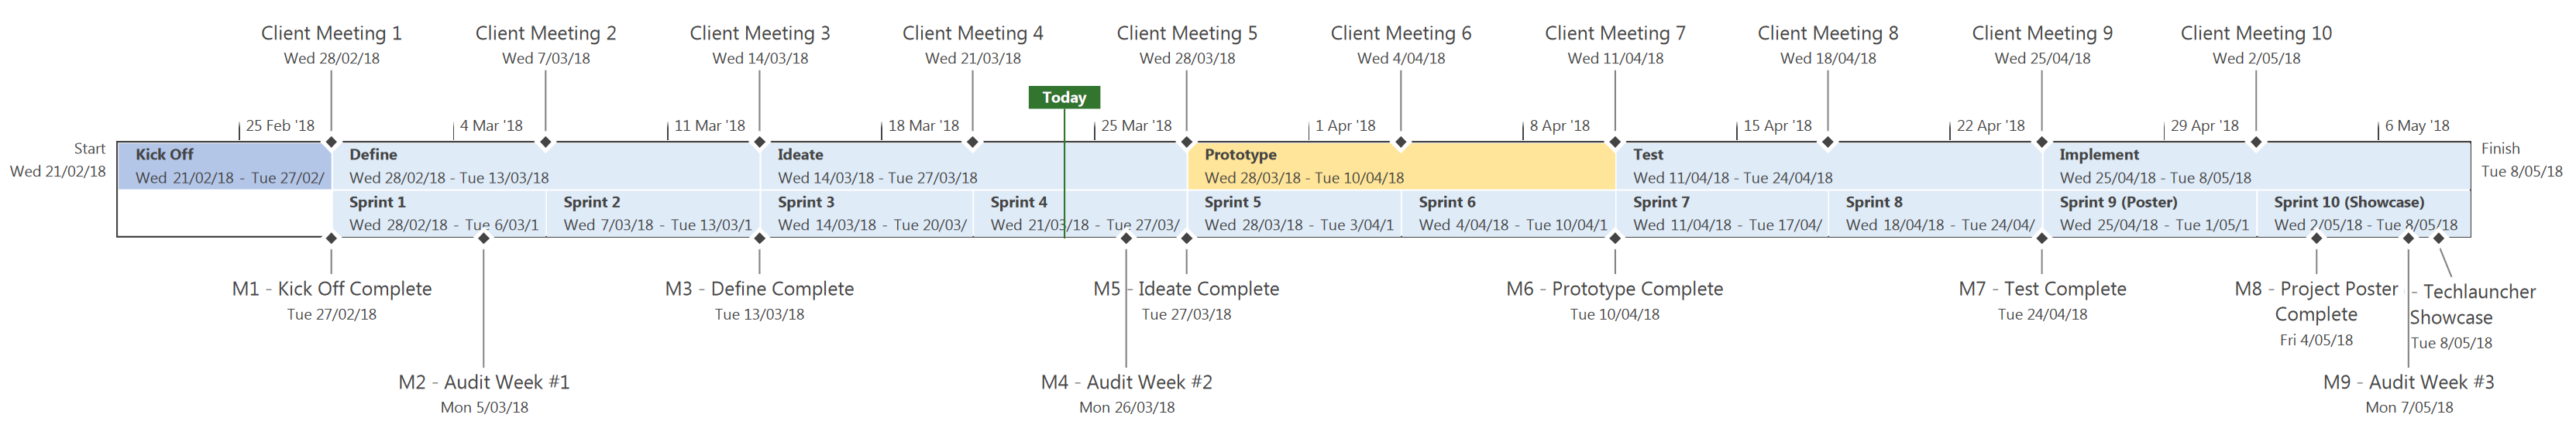 Client Meeting 1
Wed 28/02/18
Client Meeting 2
Wed 7/03/18
Client Meeting 3
Wed 14/03/18
Client Meeting 4
Wed 21/03/18
Client Meeting 5
Wed 28/03/18
Client Meeting 6
Wed 4/04/18
Client Meeting 7
Wed 11/04/18
Client Meeting 8
Wed 18/04/18
Client Meeting 9
Wed 25/04/18
Client Meeting 10
Wed 2/05/18
Today
25 Feb '18
4 Mar '18
11 Mar '18
18 Mar '18
25 Mar '18
1 Apr '18
8 Apr '18
15 Apr '18
22 Apr '18
29 Apr '18
6 May '18
Start
Wed 21/02/18
Kick Off
Wed 21/02/18 - Tue 27/02/
Define
Wed 28/02/18 - Tue 13/03/18
Ideate
Wed 14/03/18 - Tue 27/03/18
Prototype
Wed 28/03/18 - Tue 10/04/18
Test
Wed 11/04/18 - Tue 24/04/18
Implement
Wed 25/04/18 - Tue 8/05/18
Finish
Tue 8/05/18
Sprint 1
Wed 28/02/18 - Tue 6/03/1
Sprint 2
Wed 7/03/18 - Tue 13/03/1
Sprint 3
Wed 14/03/18 - Tue 20/03/
Sprint 4
Wed 21/03/18 - Tue 27/03/
Sprint 5
Wed 28/03/18 - Tue 3/04/1
Sprint 6
Wed 4/04/18 - Tue 10/04/1
Sprint 7
Wed 11/04/18 - Tue 17/04/
Sprint 8
Wed 18/04/18 - Tue 24/04/
Sprint 9 (Poster)
Wed 25/04/18 - Tue 1/05/1
Sprint 10 (Showcase)
Wed 2/05/18 - Tue 8/05/18
M1 - Kick Off Complete
Tue 27/02/18
M3 - Define Complete
Tue 13/03/18
M5 - Ideate Complete
Tue 27/03/18
M6 - Prototype Complete
Tue 10/04/18
M7 - Test Complete
Tue 24/04/18
M8 - Project Poster
Complete
Fri 4/05/18
- Techlauncher
Showcase
Tue 8/05/18
M2 - Audit Week #1
Mon 5/03/18
M4 - Audit Week #2
Mon 26/03/18
M9 - Audit Week #3
Mon 7/05/18